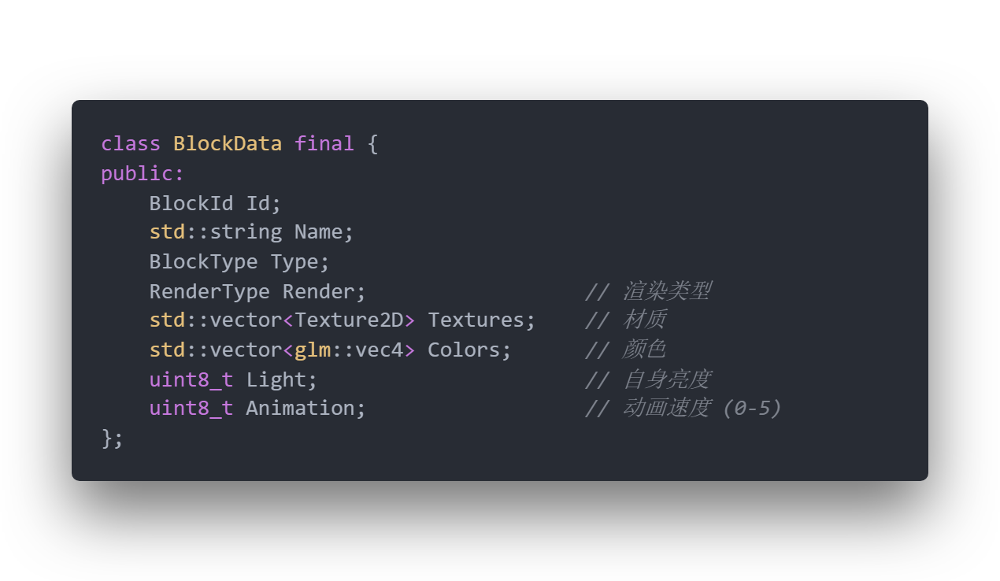 class BlockData final {
public:
    BlockId Id;
    std::string Name;
    BlockType Type;
    RenderType Render;                  // 渲染类型
    std::vector<Texture2D> Textures;    // 材质
    std::vector<glm::vec4> Colors;      // 颜色
    uint8_t Light;                      // 自身亮度
    uint8_t Animation;                  // 动画速度 (0-5)
};